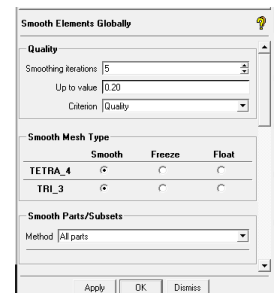 Smooth Elements Globally
Quality
Smoothing iterations 5
Up to value 0.20
Criterion Quality
Smooth Mesh Type
Smooth Freeze Float
TETRA_4
TRI_3
Smooth Parts/Subsets
Method All parts
Apply OK Dismiss